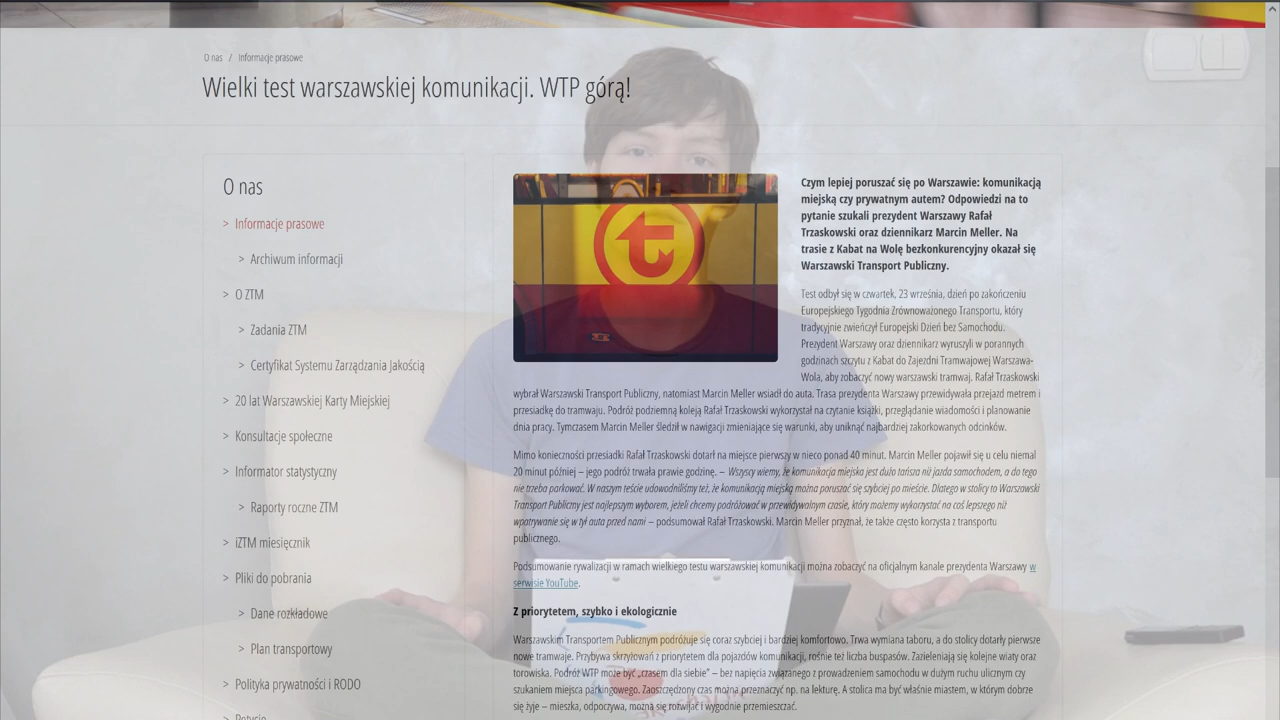 O nas / Informacje prasowe
Wielki test warszawskiej komunikacji. WTP górą!
O nas
> Informacje prasowe
> Archiwum informacji
> O ZTM
> Zadania ZTM
> Certyfikat Systemu Zarządzania Jakością
> 20 lat Warszawskiej Karty Miejskiej
> Konsultacje społeczne
> Informator statystyczny
> Raporty roczne ZTM
> iZTM miesięcznik
> Pliki do pobrania
> Dane rozkładowe
> Plan transportowy
> Polityka prywatności i RODO
Petycje
Czym lepiej poruszać się po Warszawie: komunikacją
miejską czy prywatnym autem? Odpowiedzi na to
pytanie szukali prezydent Warszawy Rafał
Trzaskowski oraz dziennikarz Marcin Meller. Na
trasie z Kabat na Wolę bezkonkurencyjny okazał się
Warszawski Transport Publiczny.
Test odbył się w czwartek, 23 września, dzień po zakończeniu
Europejskiego Tygodnia Zrównoważonego Transportu, który
tradycyjnie zwieńczył Europejski Dzień bez Samochodu.
Prezydent Warszawy oraz dziennikarz wyruszyli w porannych
godzinach szczytu z Kabat do Zajezdni Tramwajowej Warszawa-
Wola, aby zobaczyć nowy warszawski tramwaj. Rafał Trzaskowski
wybrał Warszawski Transport Publiczny, natomiast Marcin Meller wsiadł do auta. Trasa prezydenta Warszawy przewidywała przejazd metrem i
przesiadkę do tramwaju. Podróż podziemną koleją Rafał Trzaskowski wykorzystał na czytanie książki, przeglądanie wiadomości i planowanie
dnia pracy. Tymczasem Marcin Meller śledził w nawigacji zmieniające się warunki, aby uniknąć najbardziej zakorkowanych odcinków.
Mimo konieczności przesiadki Rafał Trzaskowski dotarł na miejsce pierwszy w nieco ponad 40 minut. Marcin Meller pojawił się u celu niemal
20 minut później – jego podróż trwała prawie godzinę. – Wszyscy wiemy, że komunikacja miejska jest dużo tańsza niż jazda samochodem, a do tego
nie trzeba parkować. W naszym teście udowodniliśmy też, że komunikacją miejską można poruszać się szybciej po mieście. Dlatego w stolicy to Warszawski
Transport Publiczny jest najlepszym wyborem, jeżeli chcemy podróżować w przewidywalnym czasie, który możemy wykorzystać na coś lepszego niż
wpatrywanie się w tył auta przed nami – podsumował Rafał Trzaskowski. Marcin Meller przyznał, że także często korzysta z transportu
publicznego.
Podsumowanie rywalizacji w ramach wielkiego testu warszawskiej komunikacji można zobaczyć na oficjalnym kanale prezydenta Warszawy w
serwisie YouTube.
Z priorytetem, szybko i ekologicznie
Warszawskim Transportem Publicznym podróżuje się coraz szybciej i bardziej komfortowo. Trwa wymiana taboru, a do stolicy dotarły pierwsze
nowe tramwaje. Przybywa skrzyżowań z priorytetem dla pojazdów komunikacji, rośnie też liczba buspasów. Zazieleniają się kolejne wiaty oraz
torowiska. Podróż WTP może być „czasem dla siebie” – bez napięcia związanego z prowadzeniem samochodu w dużym ruchu ulicznym czy
szukaniem miejsca parkingowego. Zaoszczędzony czas można przeznaczyć np. na lekturę. A stolica ma być właśnie miastem, w którym dobrze
się żyje – mieszka, odpoczywa, można się rozwijać i wygodnie przemieszczać.